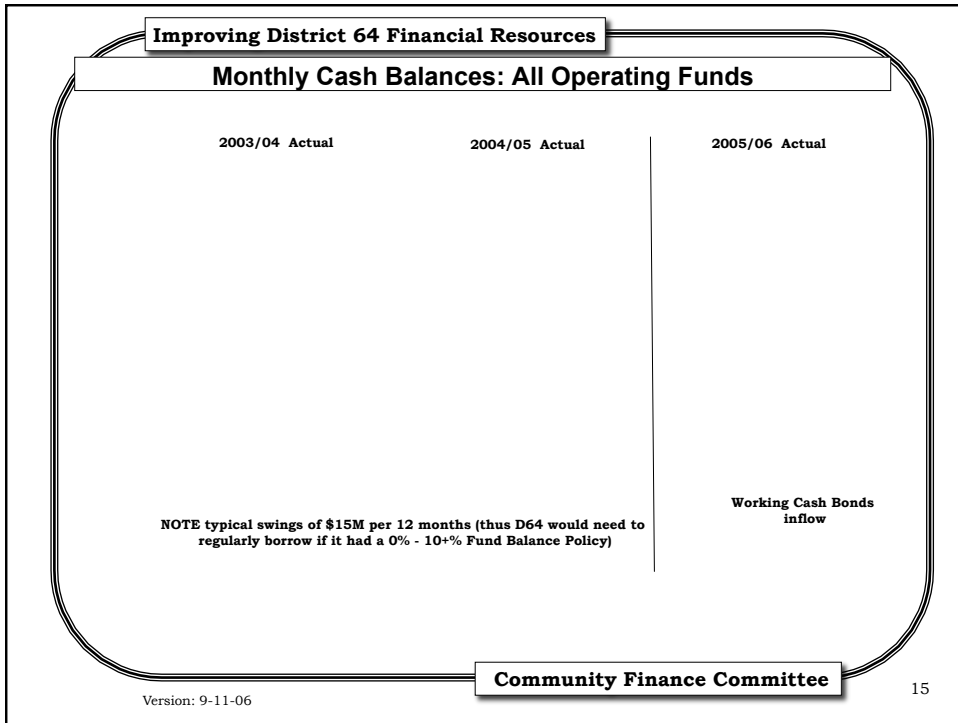 Improving District 64 Financial Resources
Monthly Cash Balances: All Operating Funds
2003/04 Actual
2004/05 Actual
2005/06 Actual
Working Cash Bonds
inflow
NOTE typical swings of $15M per 12 months (thus D64 would need to
regularly borrow if it had a 0% - 10+% Fund Balance Policy)
Community Finance Committee
Version: 9-11-06
15